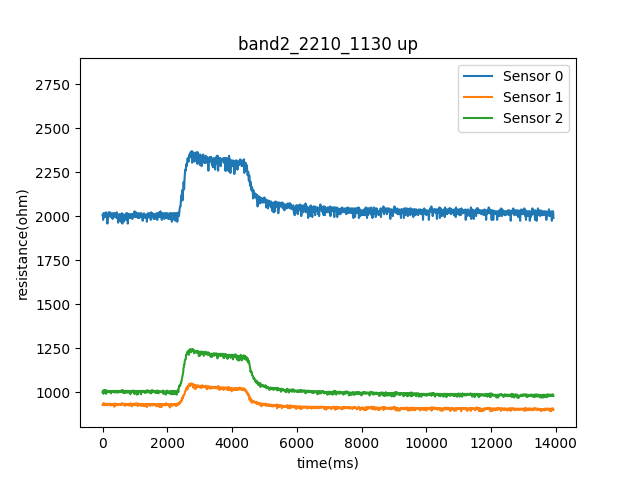 band2_2210_1130 up
Sensor 0
Sensor 1
Sensor 2
resistance(ohm)
2750
2500
2250
2000
1750
1500
1250
1000
0 2000 4000 6000 8000 10000 12000 14000
time(ms)